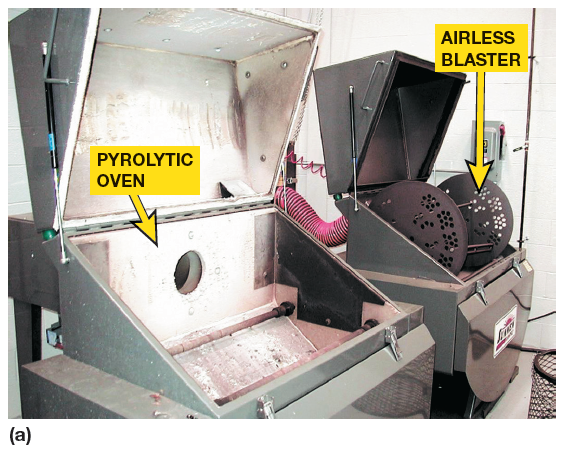 AIRLESS
BLASTER
PYROLYTIC
OVEN
(a)